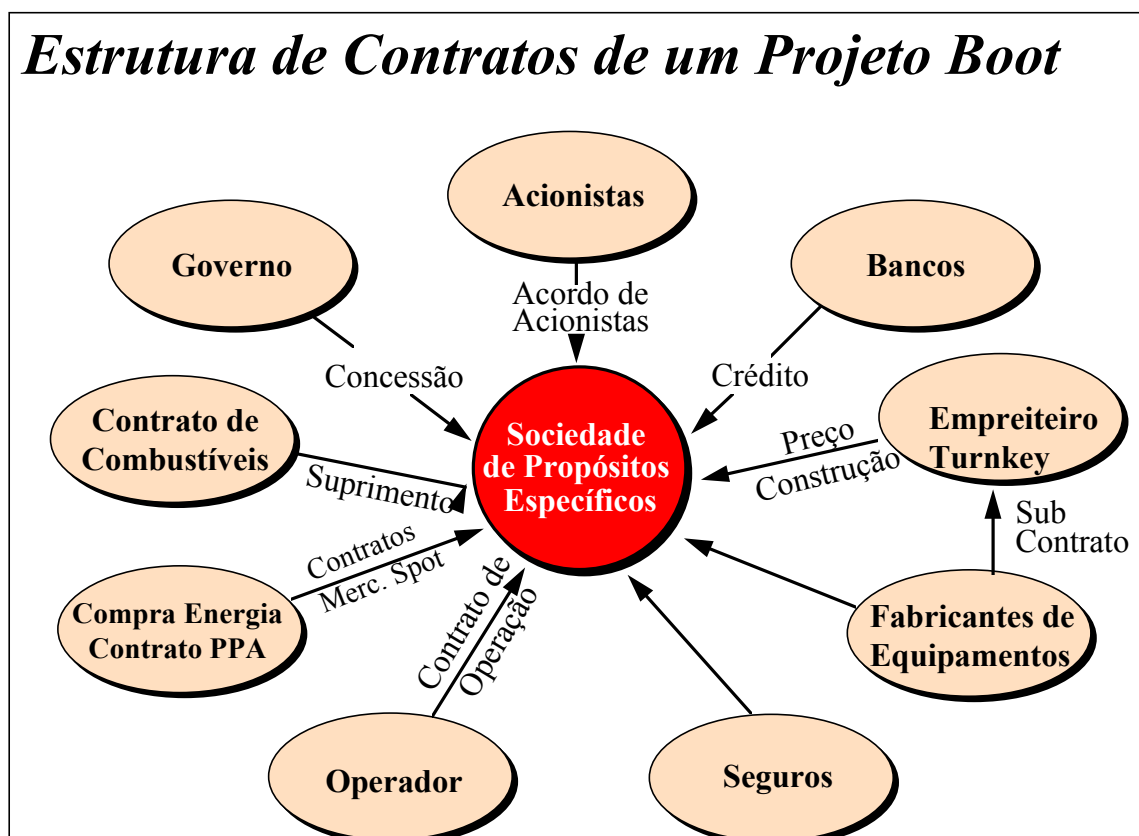 Estrutura de Contratos de um Projeto Boot
Acionistas
Governo
Bancos
Acordo de
Acionistas
Concessão
Crédito
Contrato de
Combustíveis
Suprimento
Sociedade
de Propósitos
Específicos
Preço
Construção
Empreiteiro
Turnkey
Sub
Contrato
Contratos
Merc. Spot
Compra Energia
Contrato PPA
Contrato de
Operação
Fabricantes de
Equipamentos
Operador
Seguros